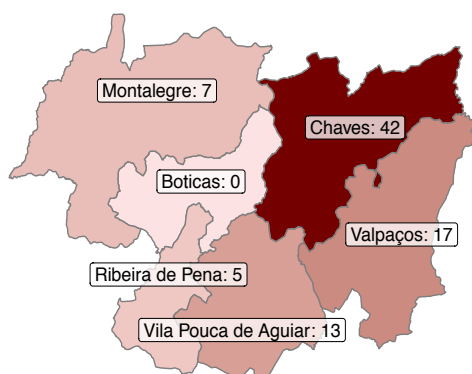 Montalegre: 7
Chaves: 42
Boticas: 0
Valpaços: 17
Ribeira de Pena: 5
Vila Pouca de Aguiar: 13